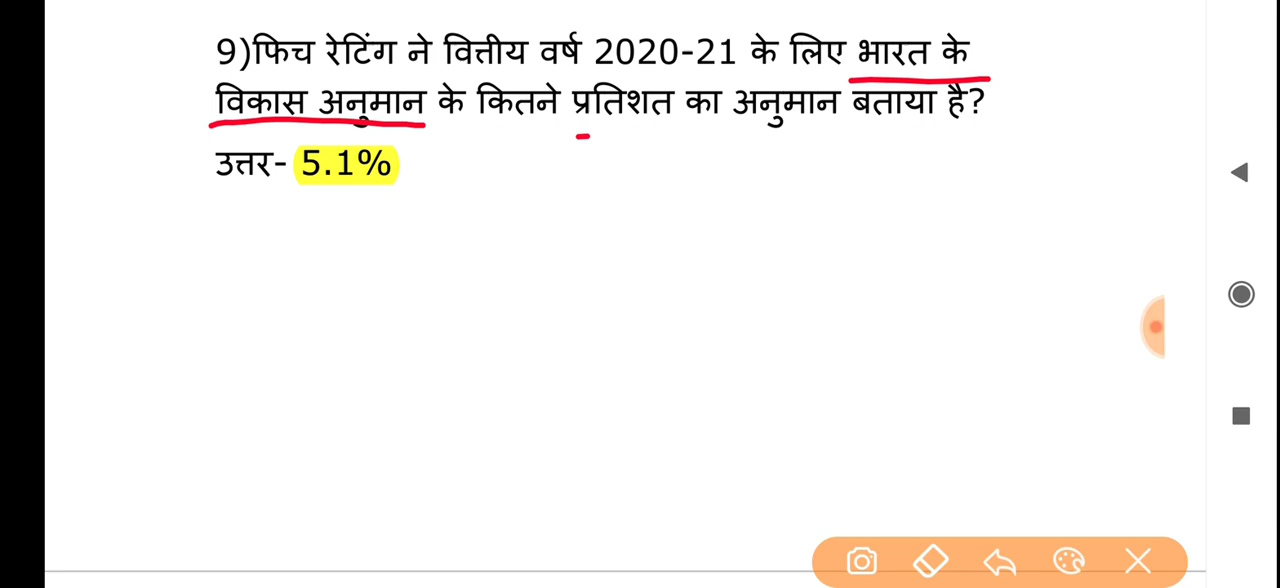 9)फिच रेटिंग ने वित्तीय वर्ष 2020-21 के लिए भारत के
विकास अनुमान के कितने प्रतिशत का अनुमान बताया है?
उत्तर- 5.1%